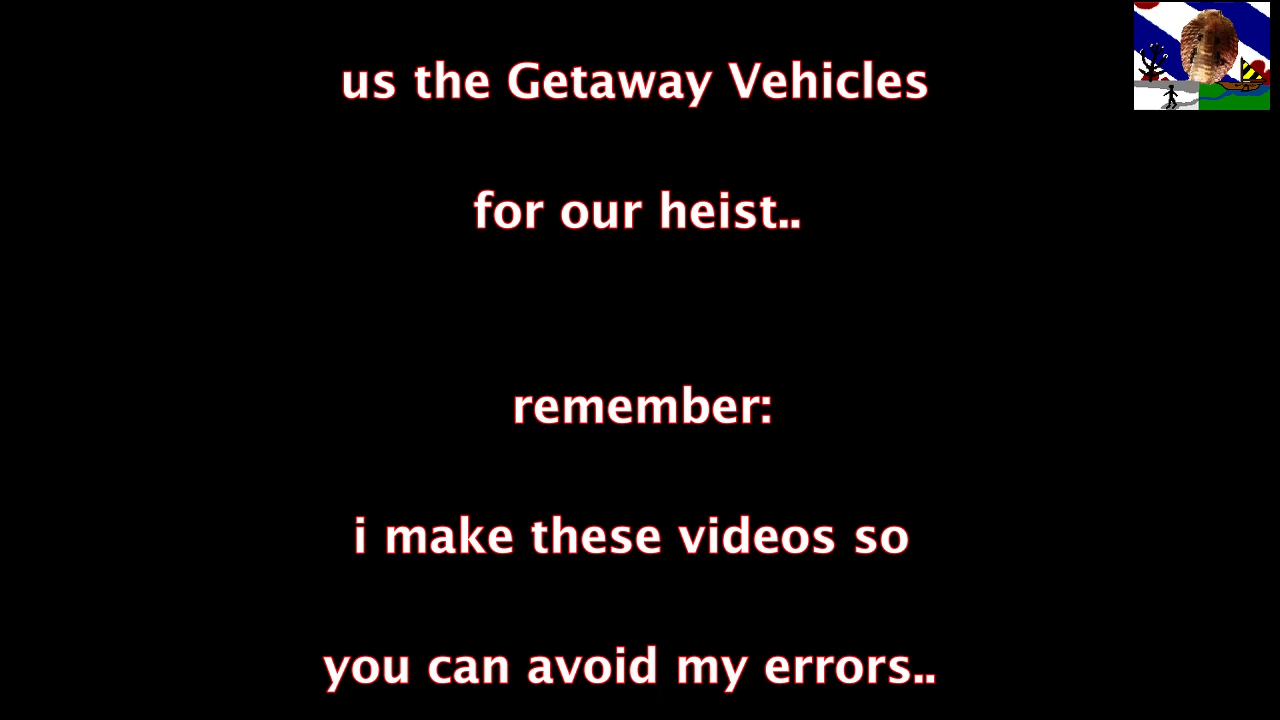 us the Getaway Vehicles
for our heist..
remember:
i make these videos so
you can avoid my errors..